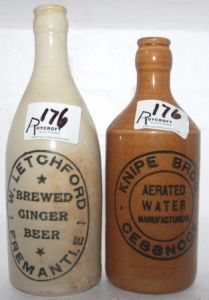 176
ROYCROFT
176
ROYCROFT
W. LETCHFORD
★
BREWED
GINGER
BEER
★
FREMANTLE
KNIPE BROS
AERATED
WATER
MANUFACTURERS
CESSNOCK